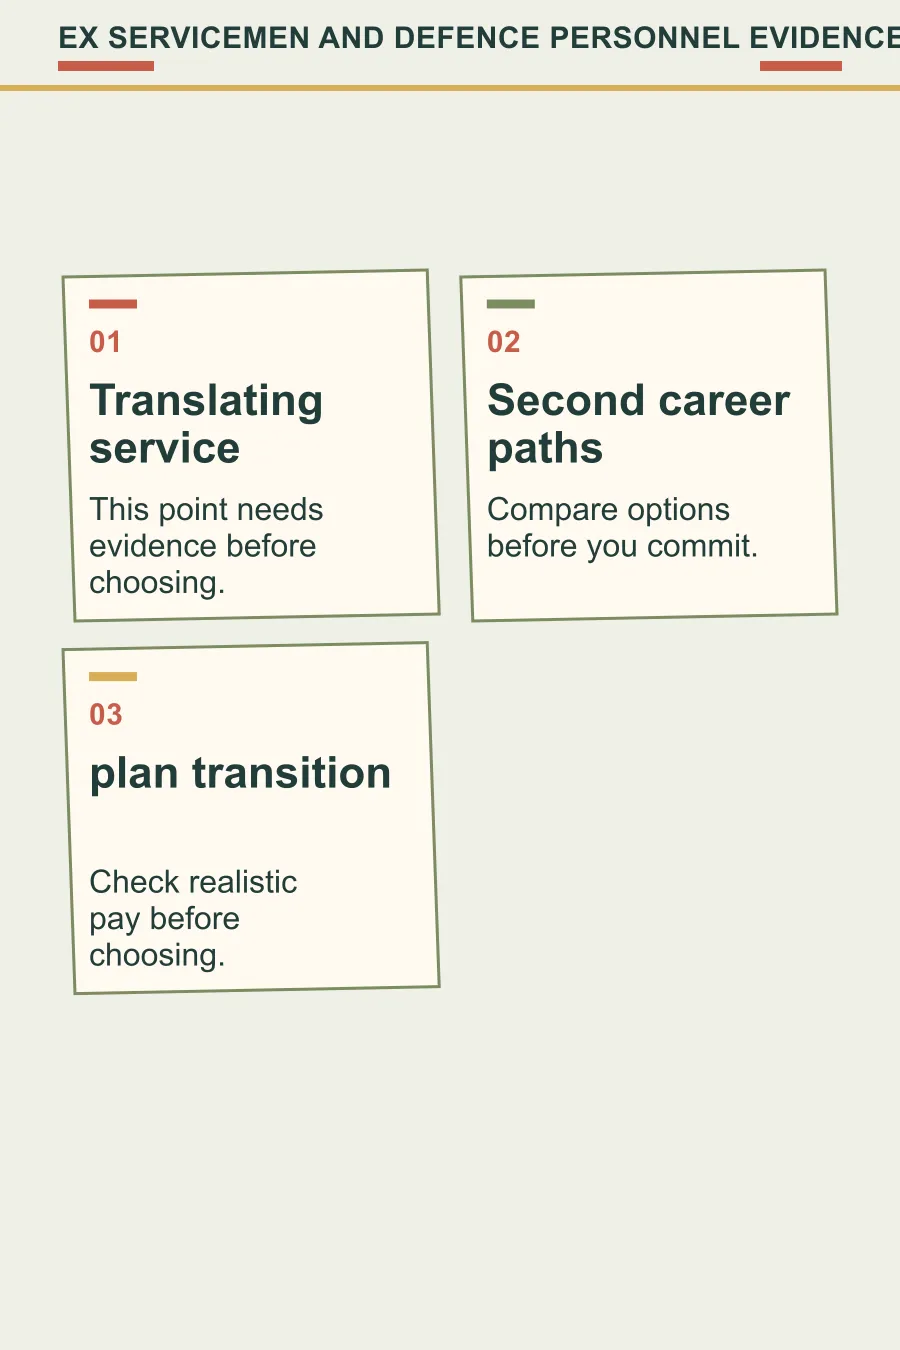 EX SERVICEMEN AND DEFENCE PERSONNEL EVIDENCE
01
Translating
service
This point needs
evidence before
choosing.
02
Second career
paths
Compare options
before you commit.
03
plan transition
Check realistic
pay before
choosing.